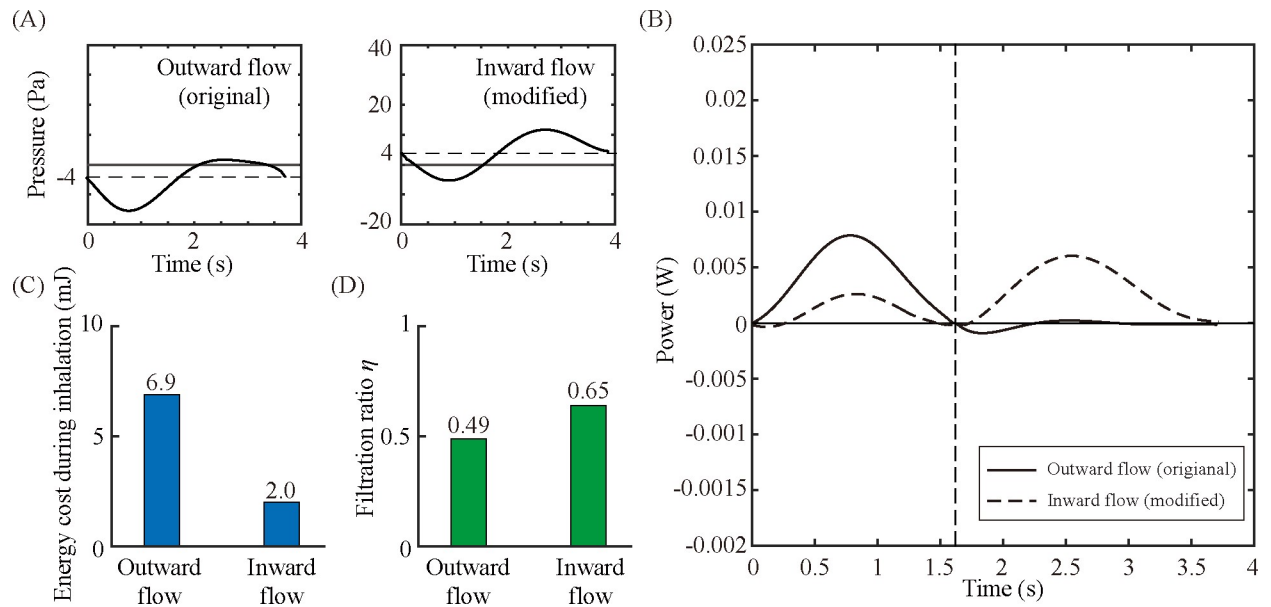 (A)
Pressure (Pa)
-4
Outward flow
(original)
0
2
4
Time (s)
40
20
4
-20
Inward flow
(modified)
0
2
4
Time (s)
(B)
Power (W)
0.025
0.02
0.015
0.01
0.005
0
-0.005
-0.001
-0.0015
-0.002
0
0.5
1
1.5
2
2.5
3
3.5
4
Time (s)
Outward flow (origianal)
Inward flow (modified)
(C)
Energy cost during inhalation (mJ)
10
5
0
6.9
2.0
Outward
flow
Inward
flow
(D)
Filtration ratio η
1
0.5
0
0.49
0.65
Outward
flow
Inward
flow